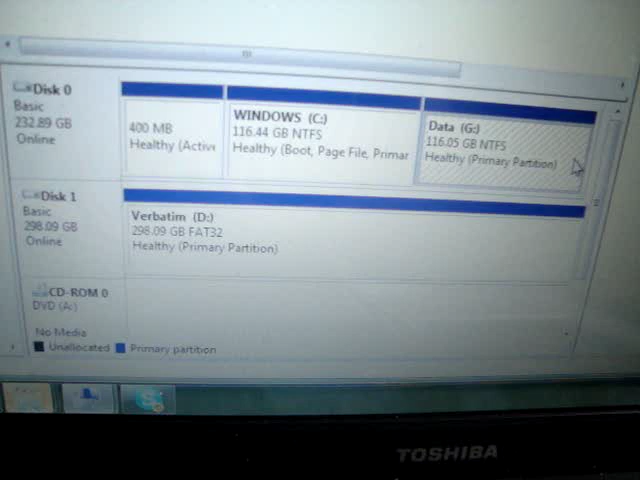 Disk 0
Basic
232.89 GB
Online
400 MB
Healthy (Active
WINDOWS (C:)
116.44 GB NTFS
Healthy (Boot, Page File, Primar
Data (G:)
116.05 GB NTFS
Healthy (Primary Partition)
Disk 1
Basic
298.09 GB
Online
Verbatim (D:)
298.09 GB FAT32
Healthy (Primary Partition)
CD-ROM 0
DVD (A:)
No Media
Unallocated Primary partition
TOSHIBA